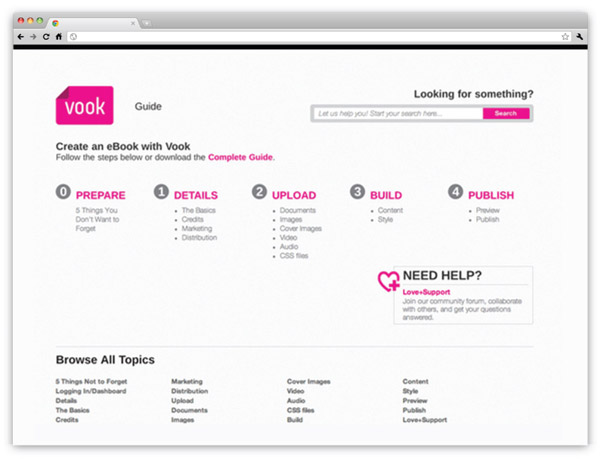 vook
Guide
Looking for something?
Let us help you! Start your search here...
Search
Create an eBook with Vook
Follow the steps below or download the Complete Guide.
0 PREPARE
5 Things You
Don't Want to
Forget
1 DETAILS
• The Basics
• Credits
• Marketing
• Distribution
2 UPLOAD
• Documents
• Images
• Cover Images
• Video
• Audio
• CSS files
3 BUILD
• Content
• Style
4 PUBLISH
• Preview
• Publish
NEED HELP?
Love+Support
Join our community forum, collaborate
with others, and get your questions
answered.
Browse All Topics
5 Things Not to Forget
Logging In/Dashboard
Details
The Basics
Credits
Marketing
Distribution
Upload
Documents
Images
Cover Images
Video
Audio
CSS files
Build
Content
Style
Preview
Publish
Love+Support